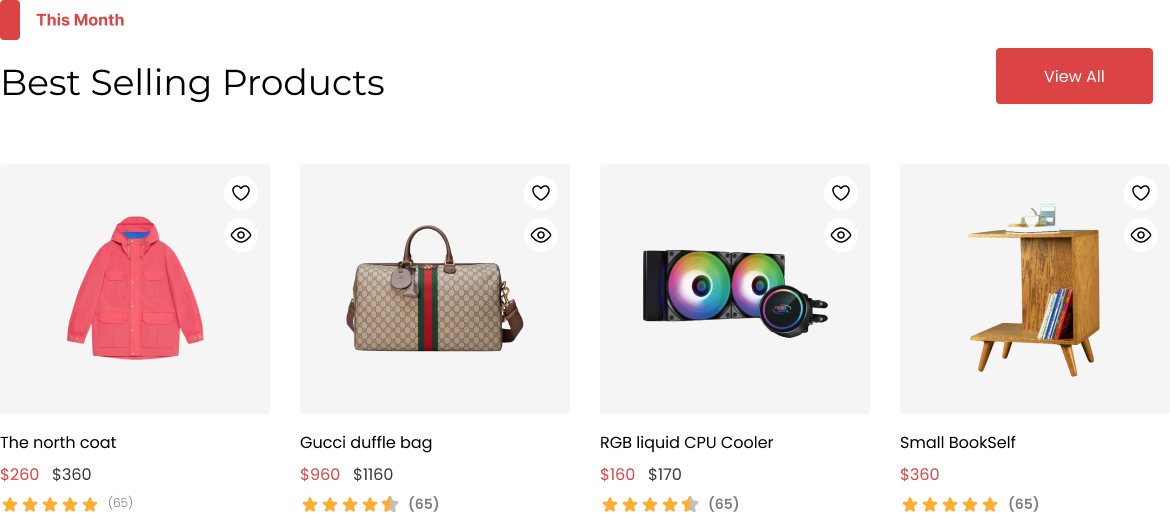 This Month
Best Selling Products
View All
The north coat
$260 $360
(65)
Gucci duffle bag
$960 $1160
(65)
RGB liquid CPU Cooler
$160 $170
(65)
Small BookSelf
$360
(65)